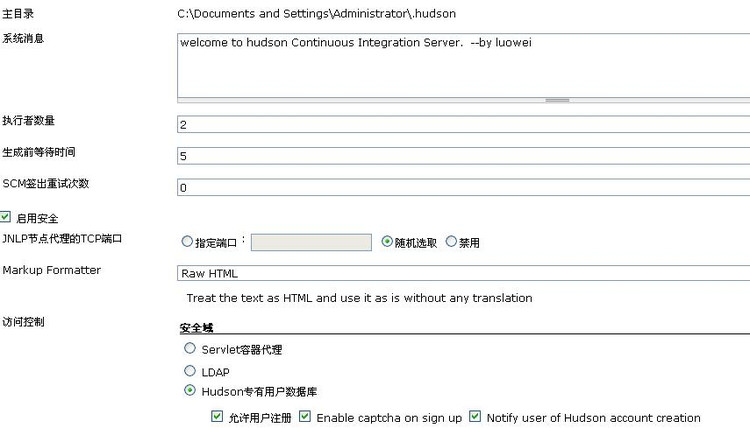 主目录 C:\Documents and Settings\Administrator\.hudson
系统消息 welcome to hudson Continuous Integration Server. --by luowei
执行者数量 2
生成前等待时间 5
SCM签出重试次数 0
启用安全
JNLP节点代理的TCP端口 指定端口： 随机选取 禁用
Markup Formatter Raw HTML
Treat the text as HTML and use it as is without any translation
访问控制 安全域
Servlet容器代理
LDAP
Hudson专有用户数据库
允许用户注册 Enable captcha on sign up Notify user of Hudson account creation